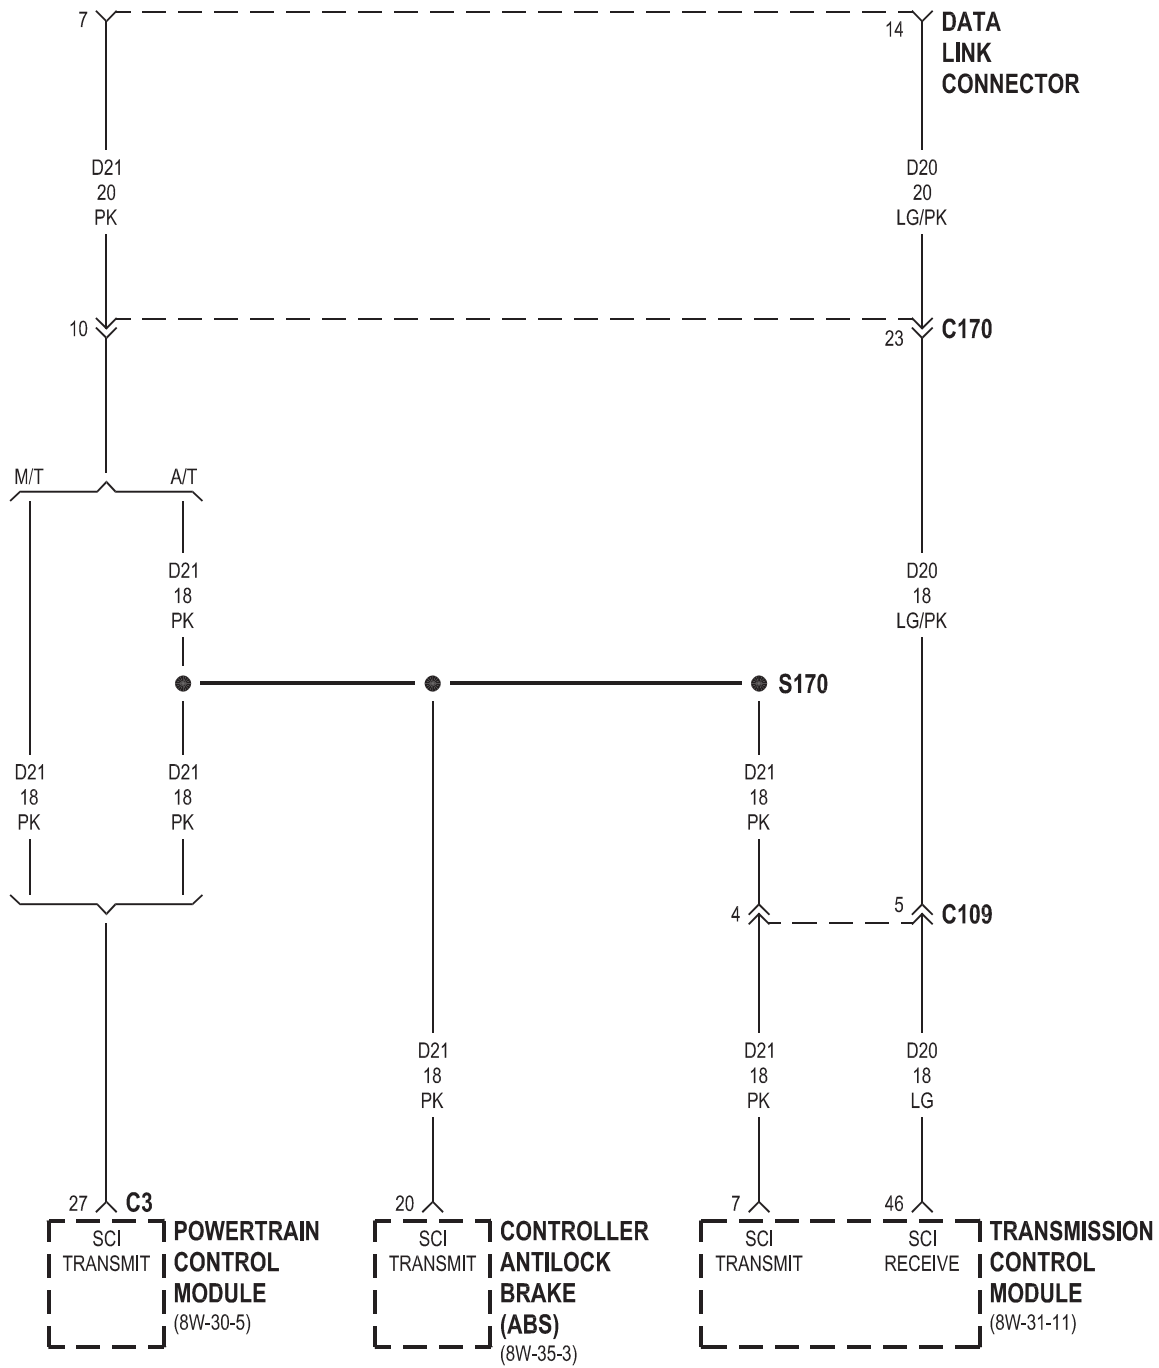 7
14
DATA
LINK
CONNECTOR
D21
20
PK
D20
20
LG/PK
10
23
C170
M/T
A/T
D21
18
PK
D20
18
LG/PK
S170
D21
18
PK
D21
18
PK
D21
18
PK
4
5
C109
D21
18
PK
D21
18
PK
D20
18
LG
27
C3
20
7
46
SCI
TRANSMIT
POWERTRAIN
CONTROL
MODULE
(8W-30-5)
SCI
TRANSMIT
CONTROLLER
ANTILOCK
BRAKE
(ABS)
(8W-35-3)
SCI
TRANSMIT
SCI
RECEIVE
TRANSMISSION
CONTROL
MODULE
(8W-31-11)